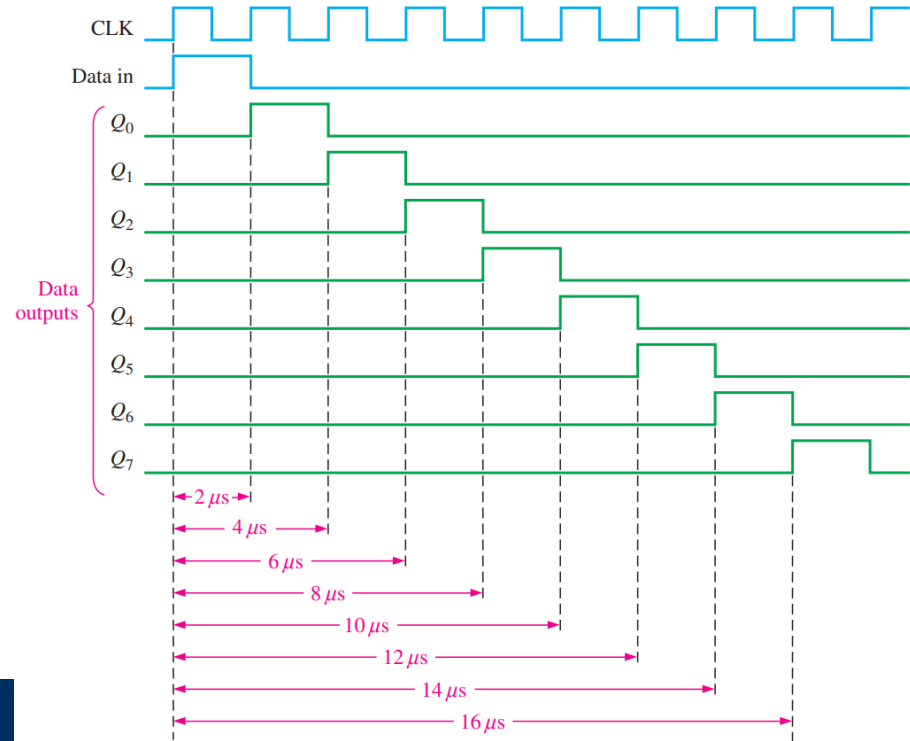 CLK
Data in
Q0
Q1
Q2
Q3
Data
outputs
Q4
Q5
Q6
Q7
2 μs
4 μs
6 μs
8 μs
10 μs
12 μs
14 μs
16 μs